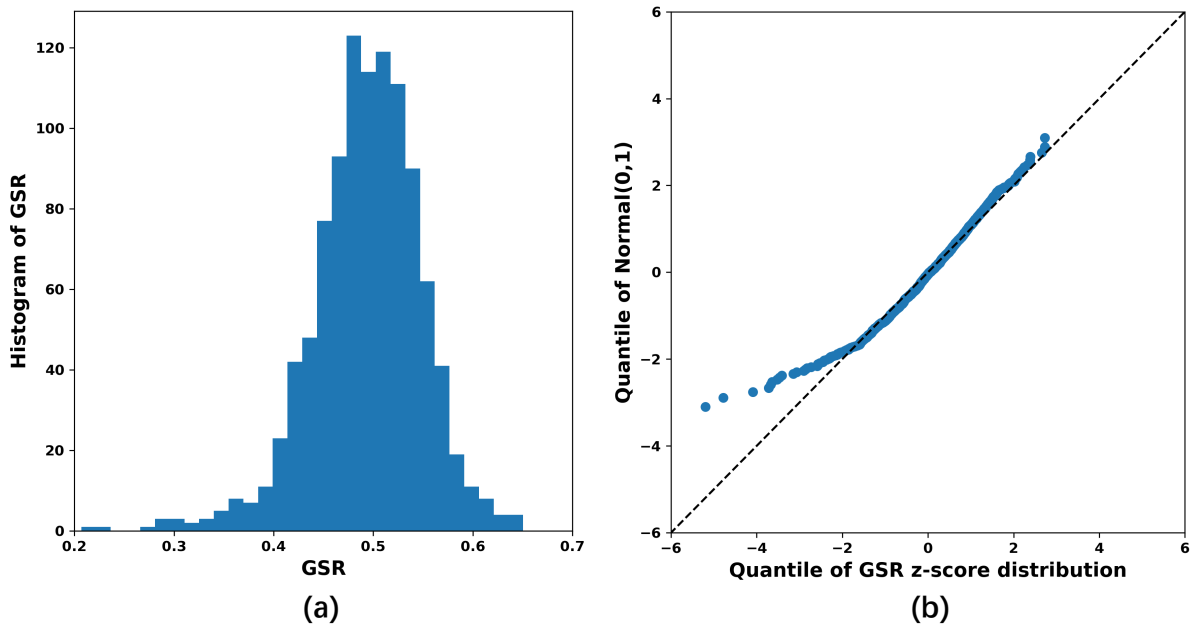 120
100
80
60
40
20
0
0.2 0.3 0.4 0.5 0.6 0.7
Histogram of GSR
GSR
(a)
6
4
2
0
−2
−4
−6
−6 −4 −2 0 2 4 6
Quantile of Normal(0,1)
Quantile of GSR z-score distribution
(b)